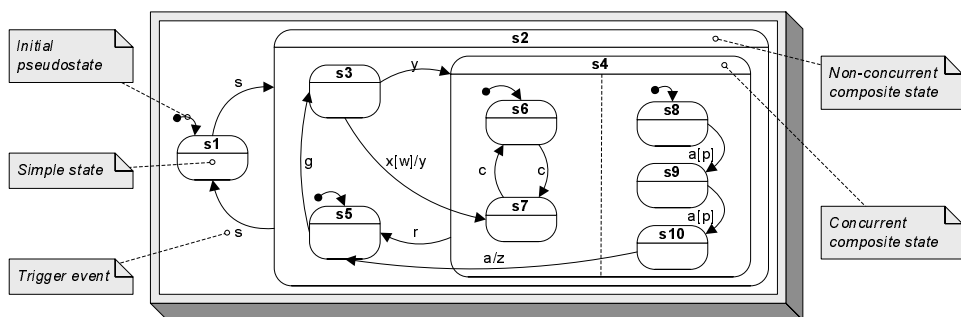 Initial
pseudostate
Simple state
Trigger event
s
s1
s
s2
s3
y
s4
g
x[w]/y
s5
r
a/z
s6
c
c
s7
s8
a[p]
s9
a[p]
s10
Non-concurrent
composite state
Concurrent
composite state